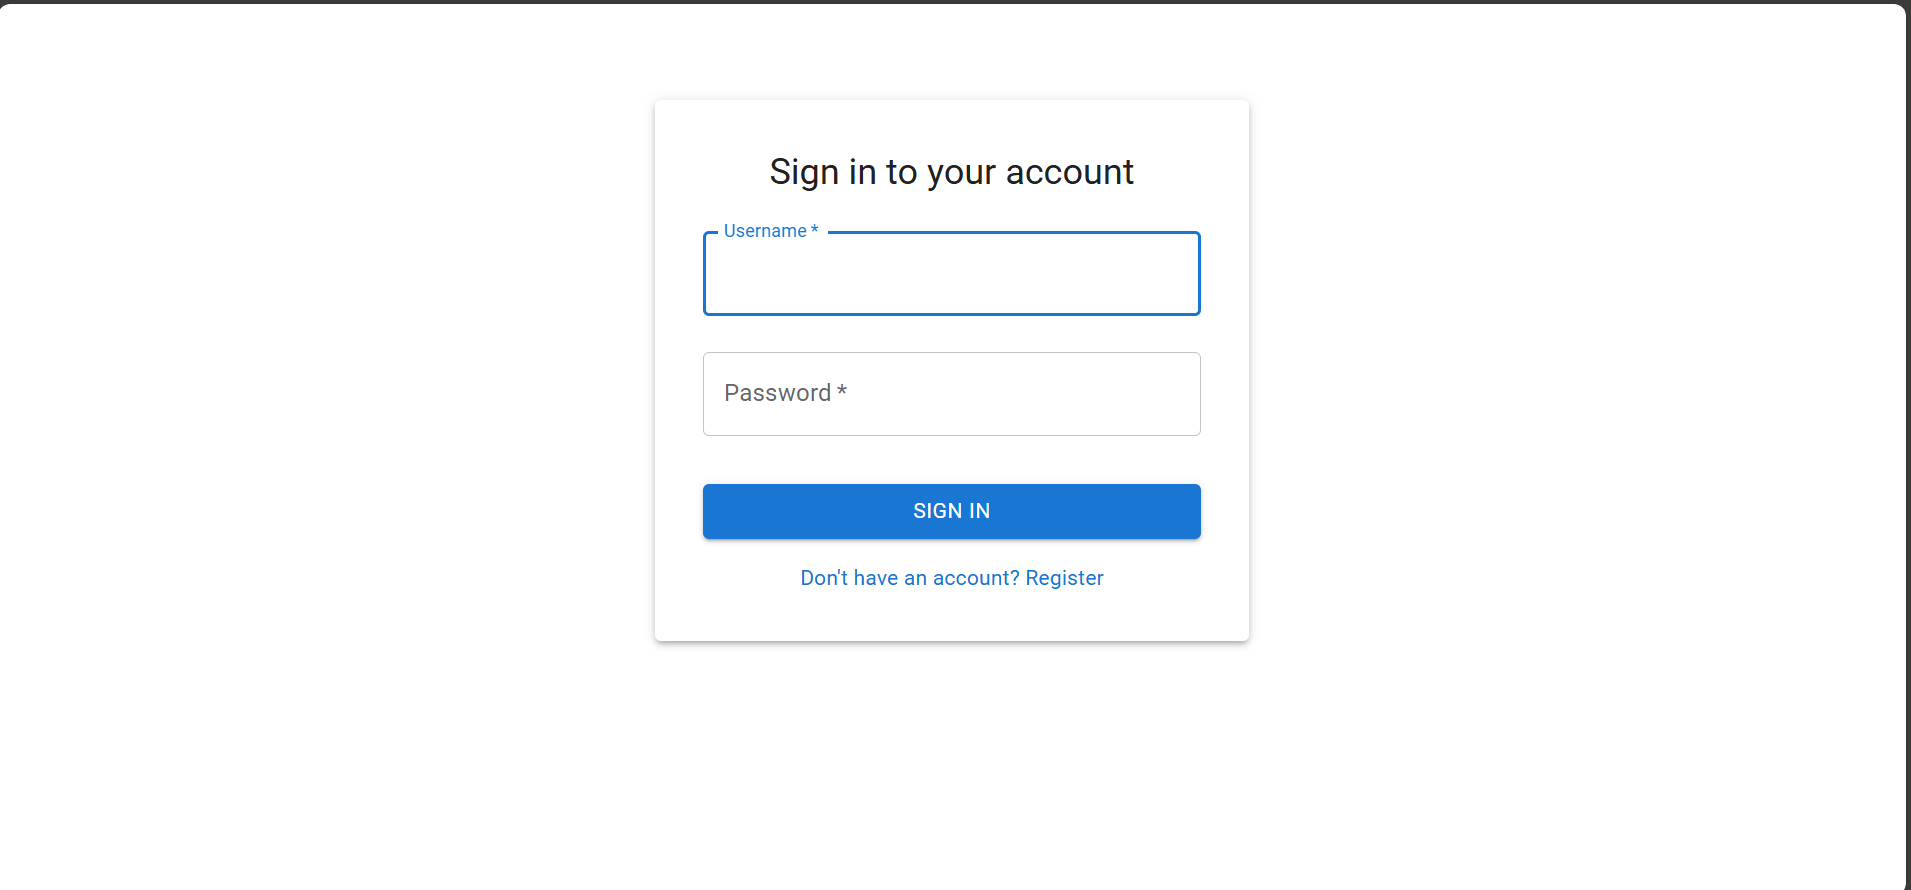 Sign in to your account
Username *
Password *
SIGN IN
Don't have an account? Register